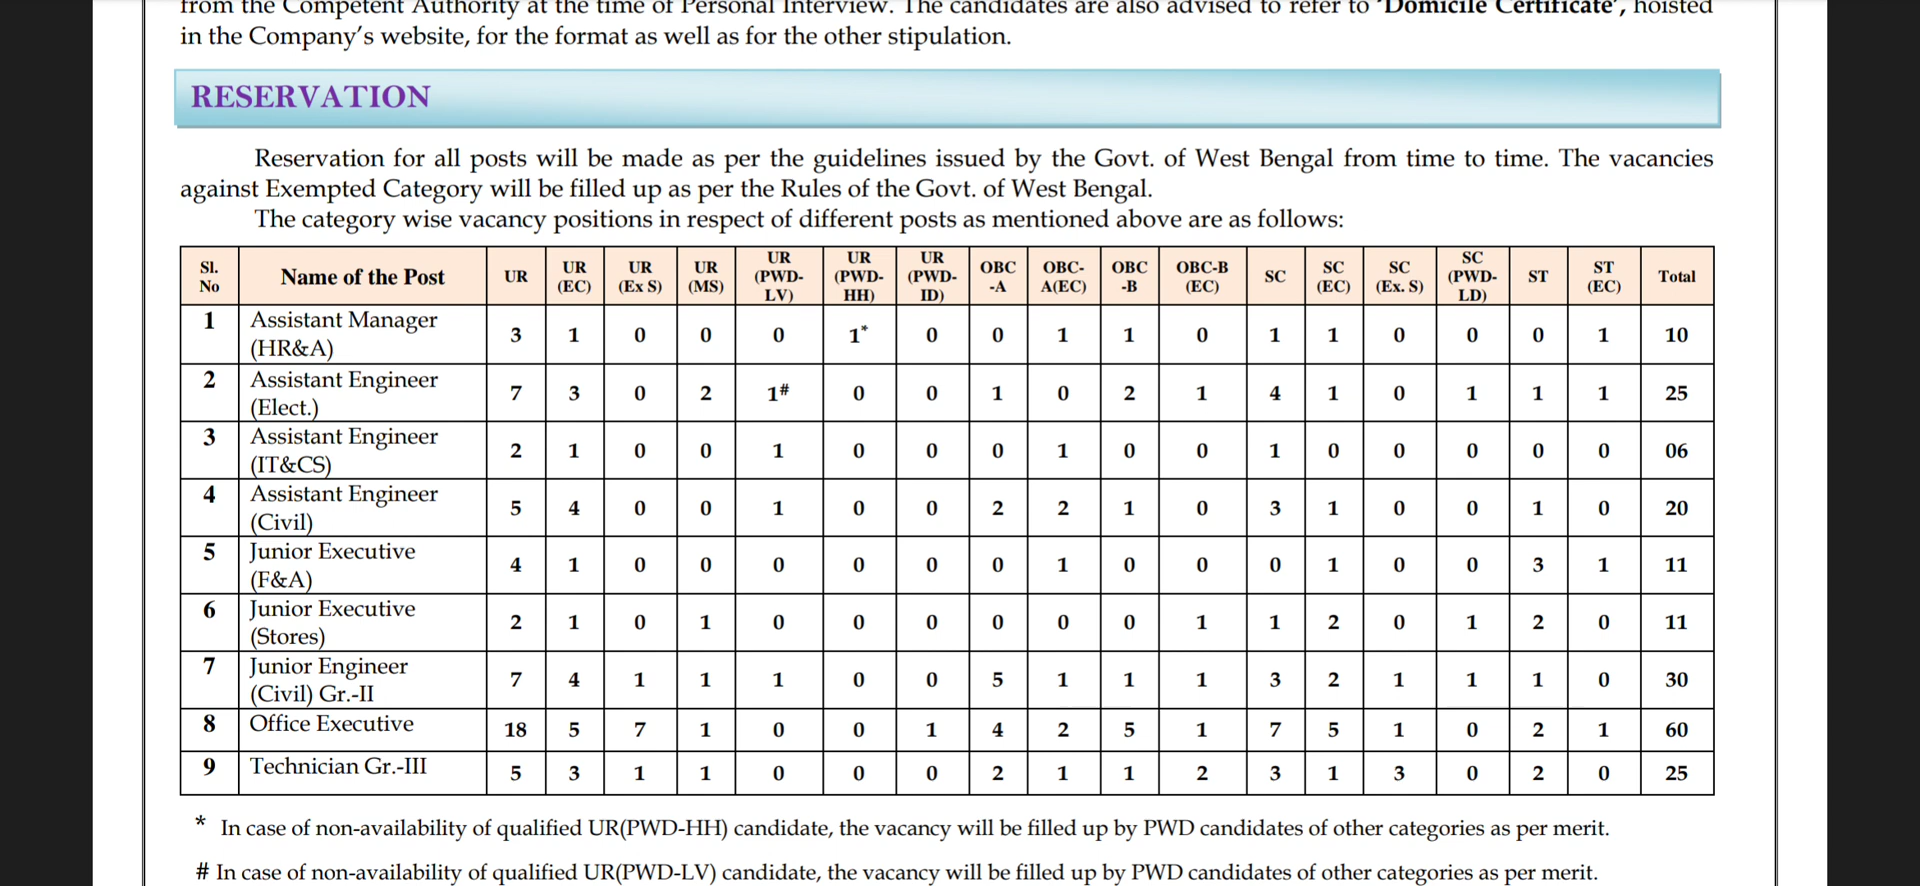 from the Competent Authority at the time of Personal Interview. The candidates are also advised to refer to 'Domicile Certificate', hoisted
in the Company's website, for the format as well as for the other stipulation.
RESERVATION
Reservation for all posts will be made as per the guidelines issued by the Govt. of West Bengal from time to time. The vacancies
against Exempted Category will be filled up as per the Rules of the Govt. of West Bengal.
The category wise vacancy positions in respect of different posts as mentioned above are as follows:
Sl. No Name of the Post UR UR (EC) UR (Ex S) UR (MS) UR (PWD-LV) UR (PWD-HH) UR (PWD-ID) OBC -A OBC-A(EC) OBC -B OBC-B (EC) SC SC (EC) SC (Ex. S) SC (PWD-LD) ST ST (EC) Total
1 Assistant Manager (HR&A) 3 1 0 0 0 1* 0 0 1 1 0 1 1 0 0 0 1 10
2 Assistant Engineer (Elect.) 7 3 0 2 1# 0 0 1 0 2 1 4 1 0 1 1 1 25
3 Assistant Engineer (IT&CS) 2 1 0 0 1 0 0 0 1 0 0 1 0 0 0 0 0 06
4 Assistant Engineer (Civil) 5 4 0 0 1 0 0 2 2 1 0 3 1 0 0 1 0 20
5 Junior Executive (F&A) 4 1 0 0 0 0 0 0 1 0 0 0 1 0 0 3 1 11
6 Junior Executive (Stores) 2 1 0 1 0 0 0 0 0 0 1 1 2 0 1 2 0 11
7 Junior Engineer (Civil) Gr.-II 7 4 1 1 1 0 0 5 1 1 1 3 2 1 1 1 0 30
8 Office Executive 18 5 7 1 0 0 1 4 2 5 1 7 5 1 0 2 1 60
9 Technician Gr.-III 5 3 1 1 0 0 0 2 1 1 2 3 1 3 0 2 0 25
* In case of non-availability of qualified UR(PWD-HH) candidate, the vacancy will be filled up by PWD candidates of other categories as per merit.
# In case of non-availability of qualified UR(PWD-LV) candidate, the vacancy will be filled up by PWD candidates of other categories as per merit.